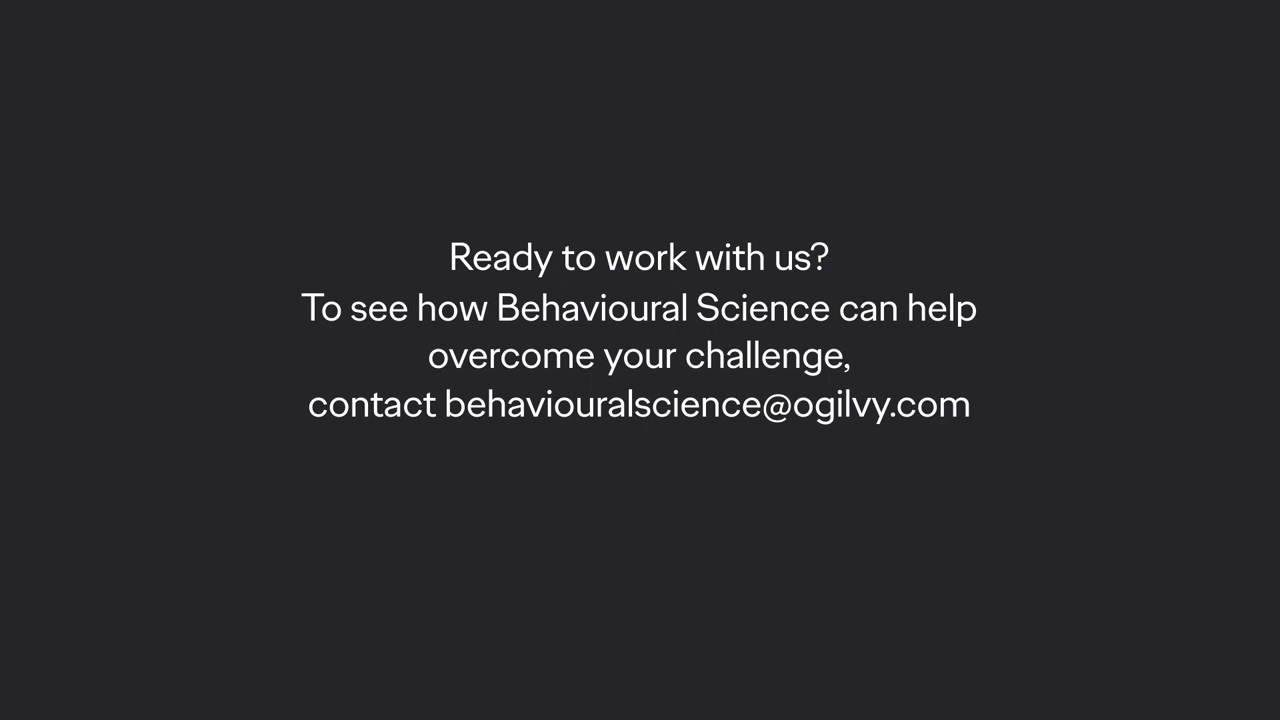 Ready to work with us?
To see how Behavioural Science can help
overcome your challenge,
contact behaviouralscience@ogilvy.com